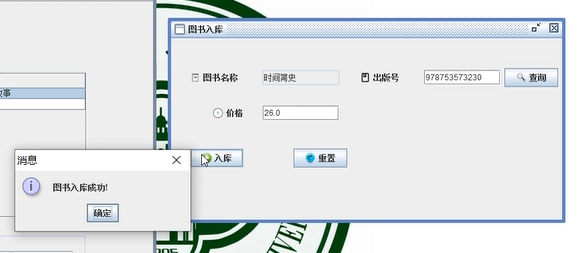 图书入库
图书名称
时间简史
出版号
978753573230
查询
价格
26.0
入库
重置
事
消息
图书入库成功!
确定